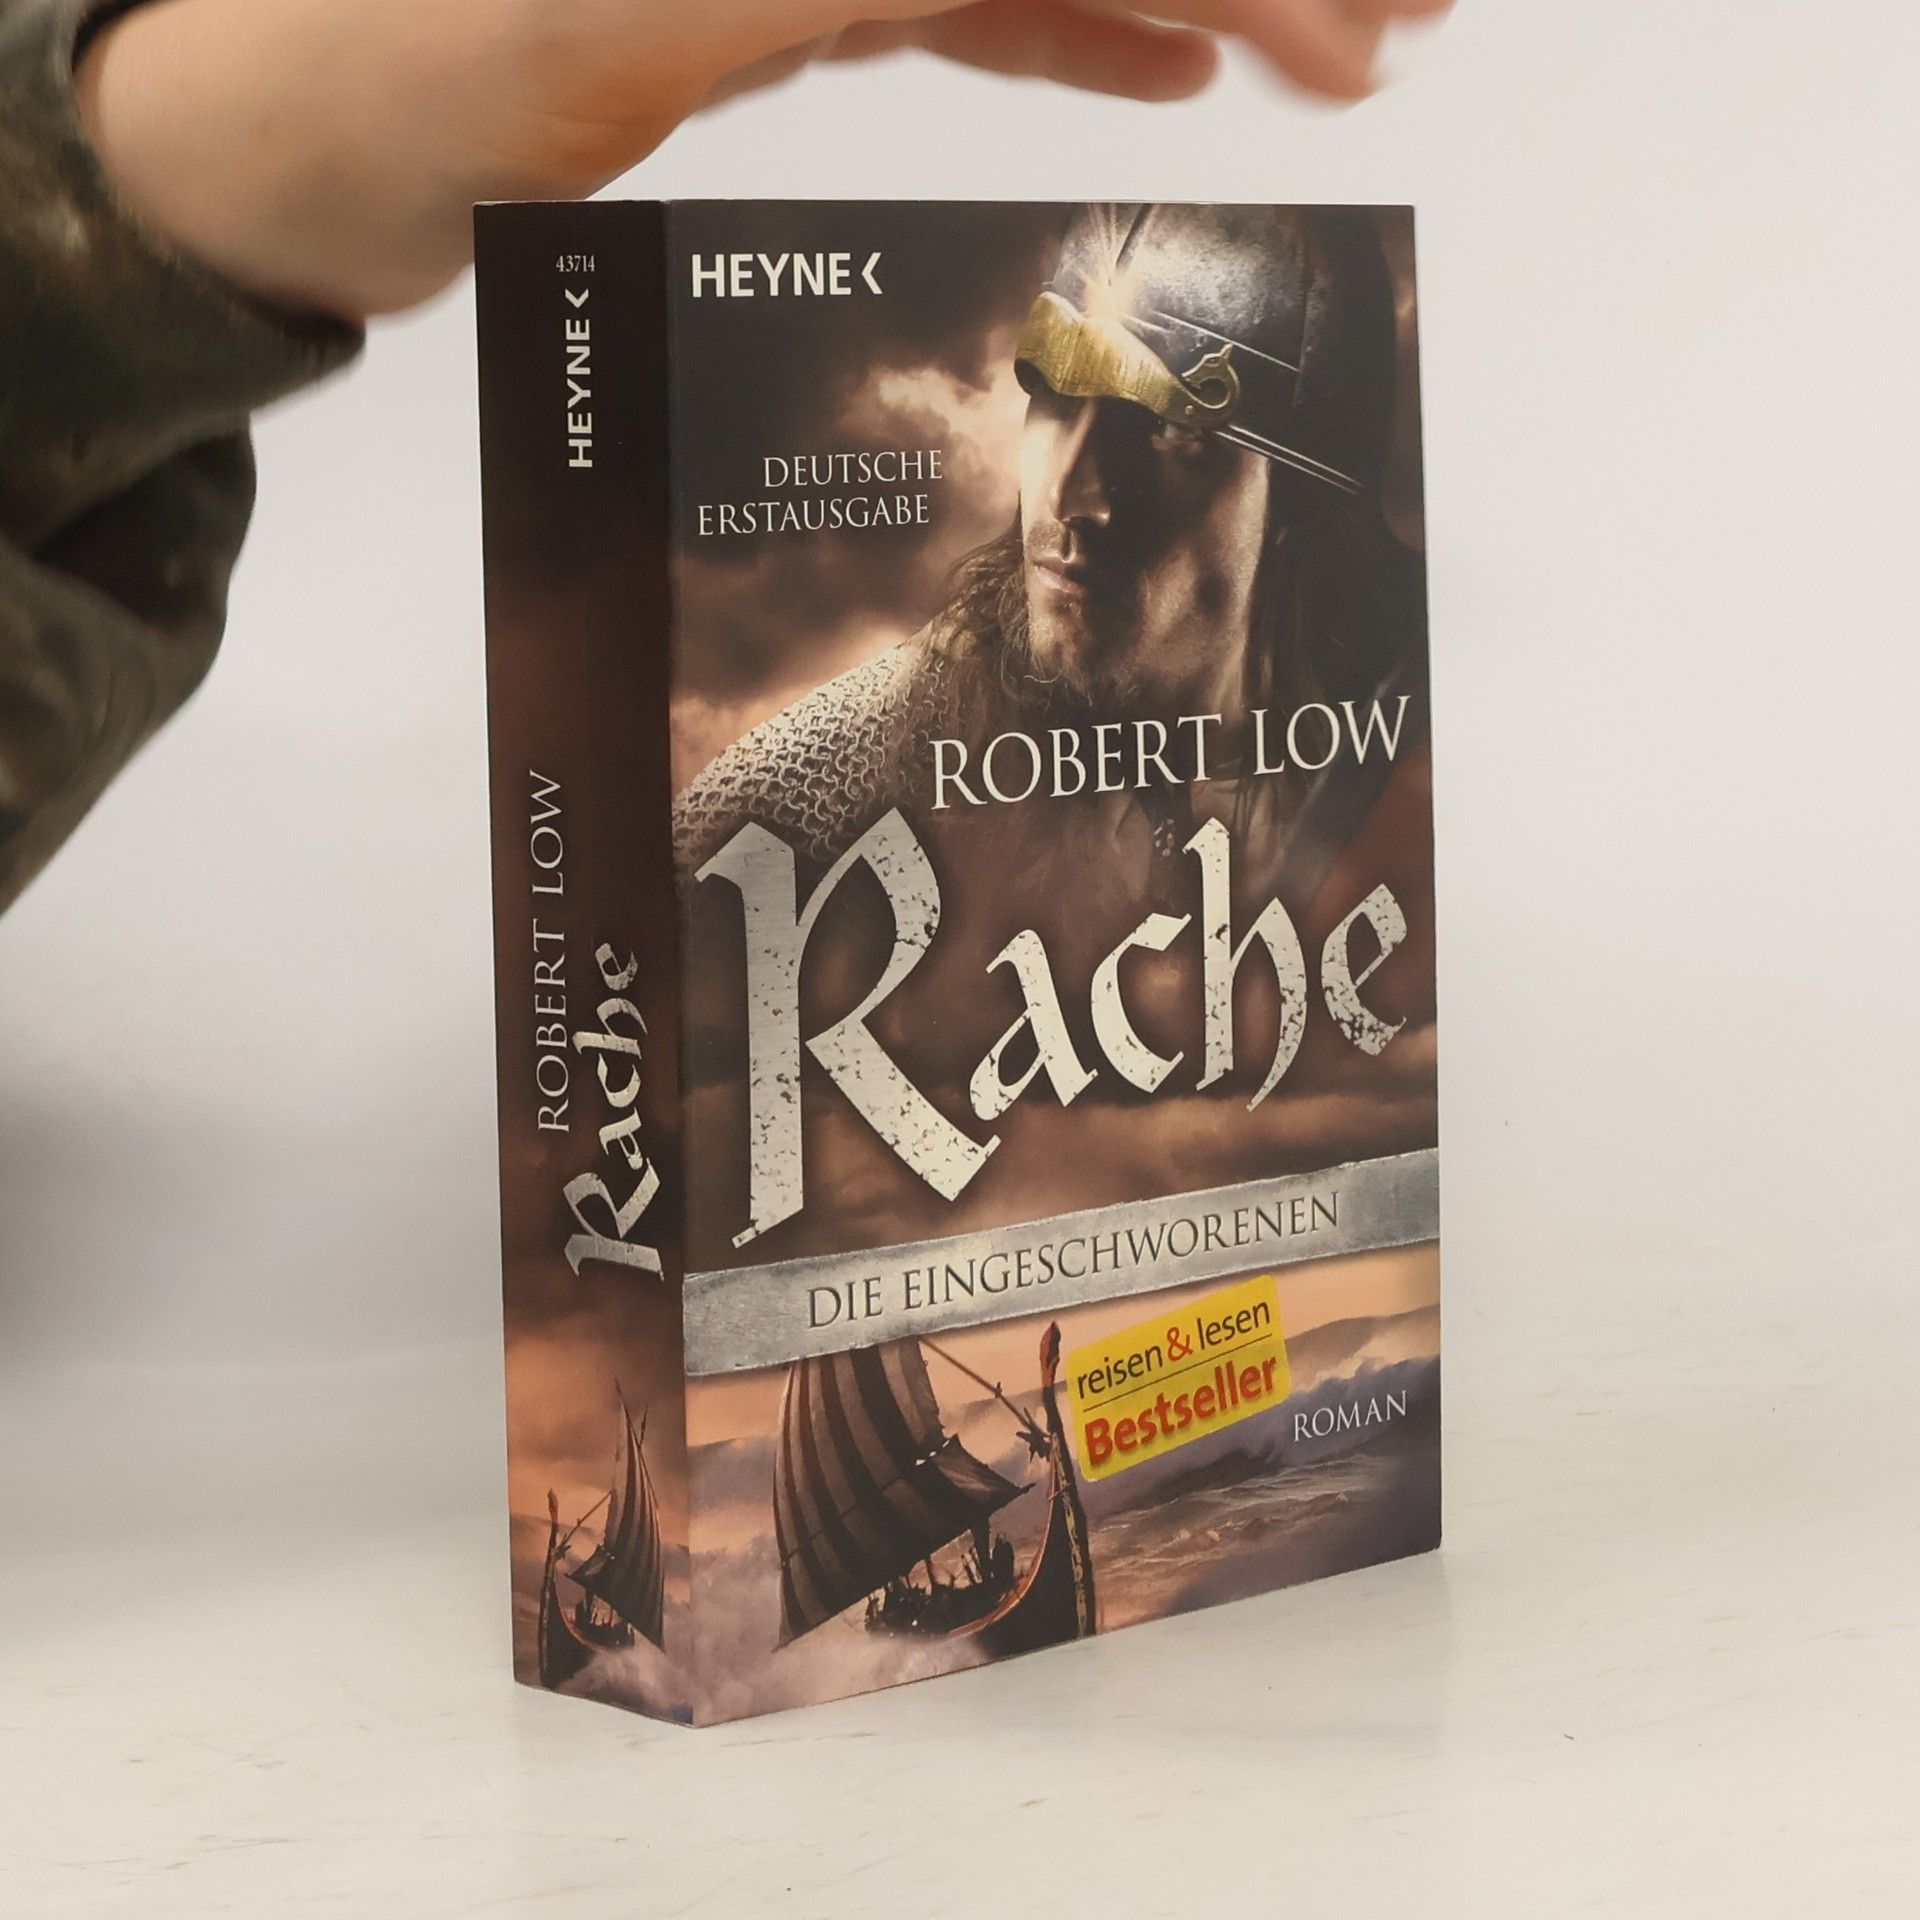 43714
HEYNE
ROBERT LOW
Rache
HEYNE
DEUTSCHE
ERSTAUSGABE
ROBERT LOW
Rache
DIE EINGESCHWORENEN
reisen & lesen
Bestseller
ROMAN